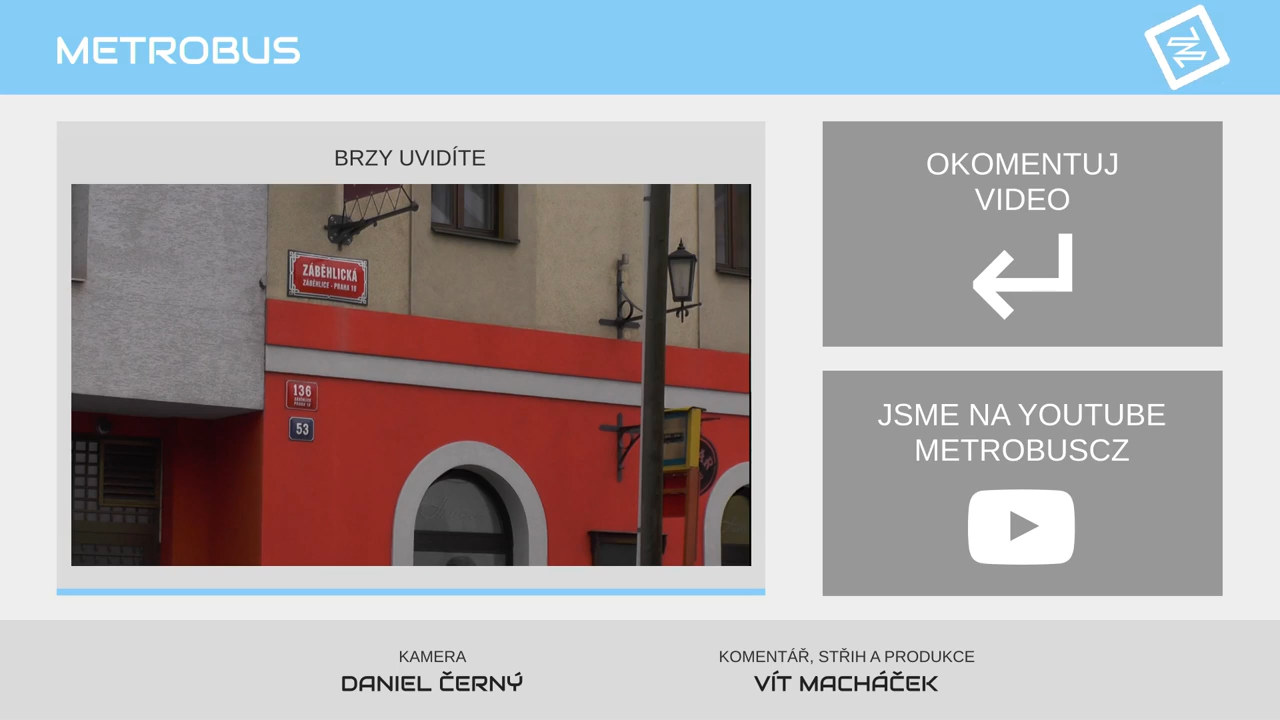 METROBUS
BRZY UVIDÍTE
ZÁBĚHLICKÁ
ZÁBĚHLICE - PRAHA 10
136
53
OKOMENTUJ
VIDEO
JSME NA YOUTUBE
METROBUSCZ
KAMERA
DANIEL ČERNÝ
KOMENTÁŘ, STŘIH A PRODUKCE
VÍT MACHÁČEK